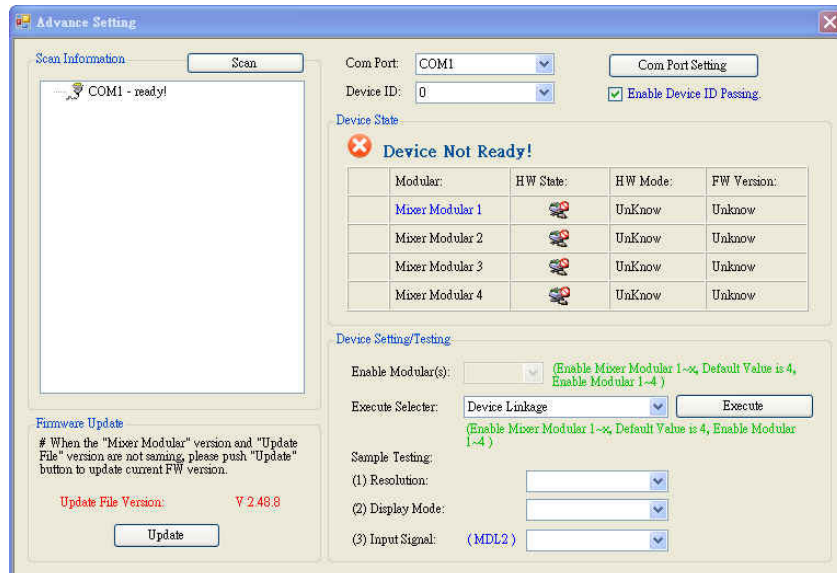 Advance Setting
Scan Information
Scan
COM1 - ready!
Com Port:
COM1
Com Port Setting
Device ID:
0
Enable Device ID Passing.
Device State
Device Not Ready!
Modular:
HW State:
HW Mode:
FW Version:
Mixer Modular 1
UnKnow
Unknow
Mixer Modular 2
UnKnow
Unknow
Mixer Modular 3
UnKnow
Unknow
Mixer Modular 4
UnKnow
Unknow
Device Setting/Testing
Enable Modular(s):
(Enable Mixer Modular 1~x, Default Value is 4,
Enable Modular 1~4 )
Execute Selecter:
Device Linkage
Execute
(Enable Mixer Modular 1~x, Default Value is 4, Enable Modular
1~4 )
Sample Testing:
(1) Resolution:
(2) Display Mode:
(3) Input Signal:
( MDL2 )
Firmware Update
# When the "Mixer Modular" version and "Update
File" version are not saming, please push "Update"
button to update current FW version.
Update File Version:
V 2.48.8
Update